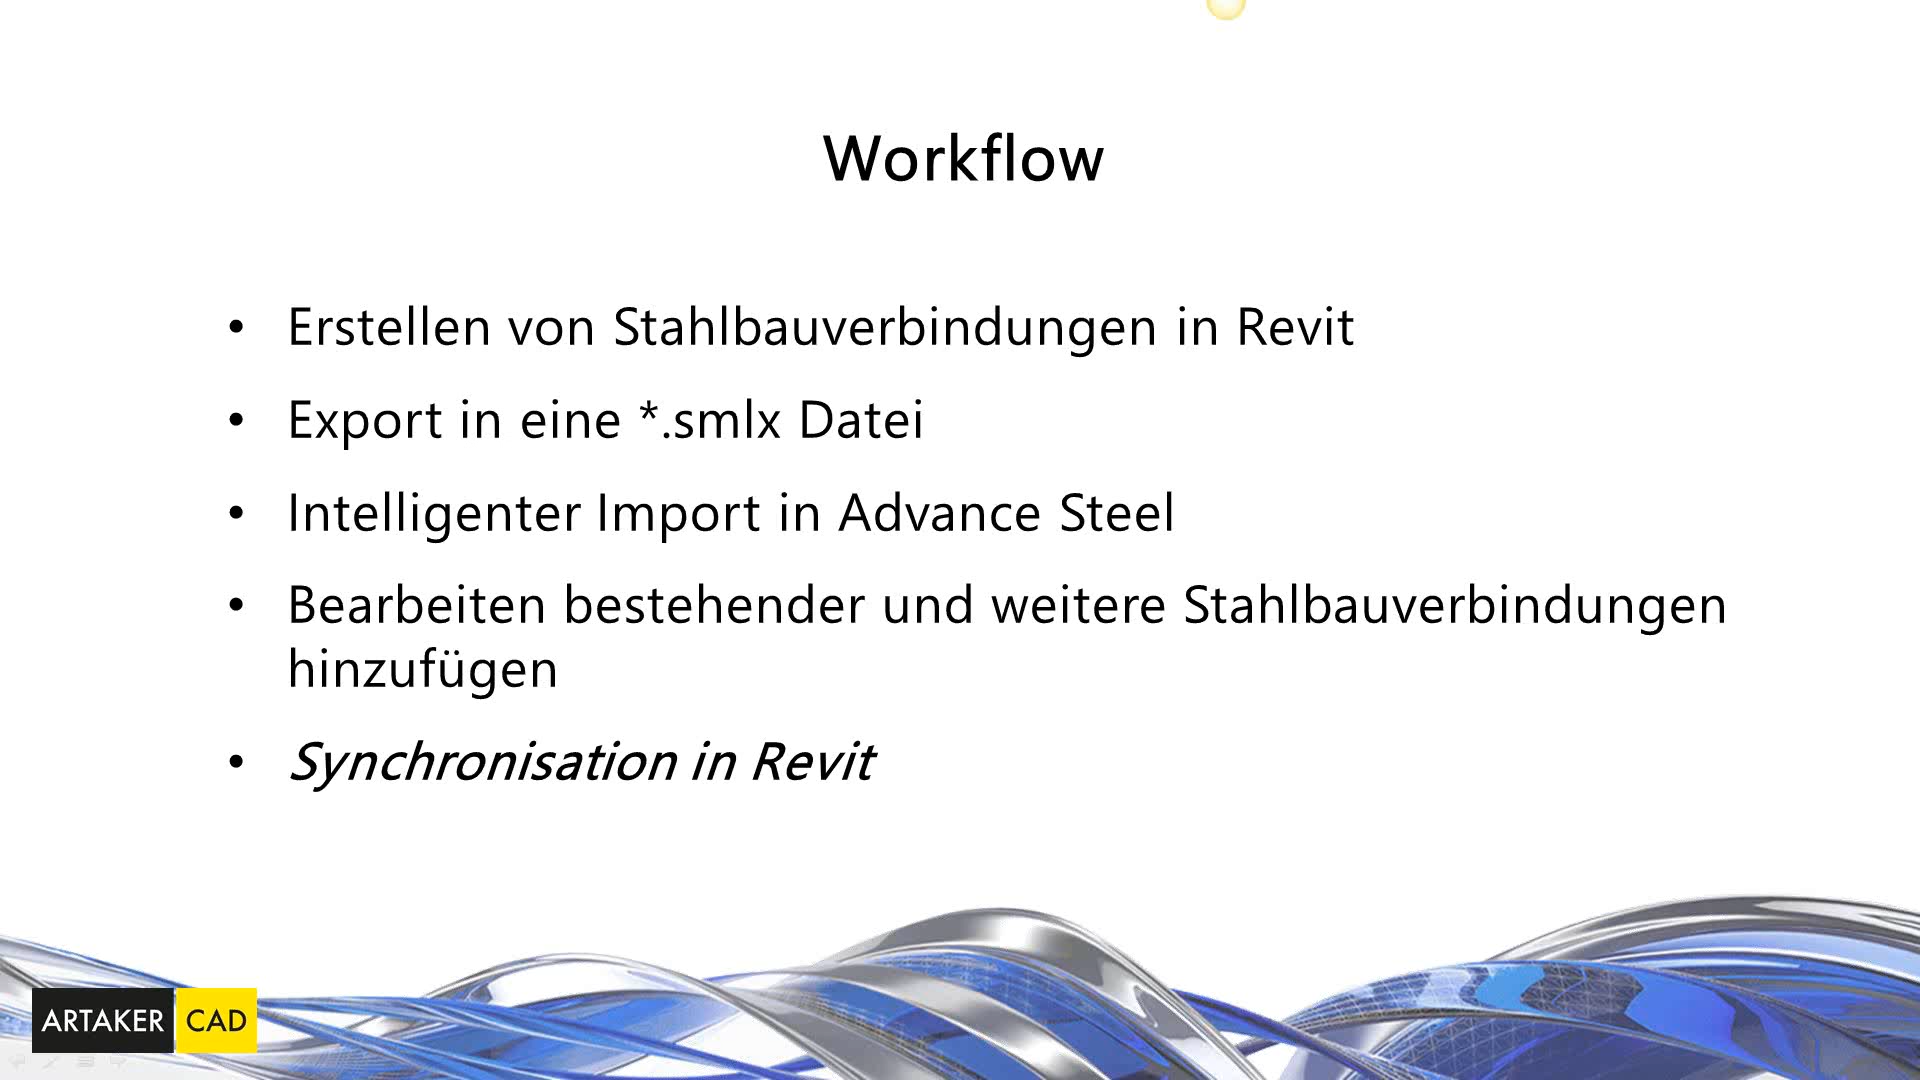 Workflow
• Erstellen von Stahlbauverbindungen in Revit
• Export in eine *.smlx Datei
• Intelligenter Import in Advance Steel
• Bearbeiten bestehender und weitere Stahlbauverbindungen
hinzufügen
• Synchronisation in Revit
ARTAKER CAD